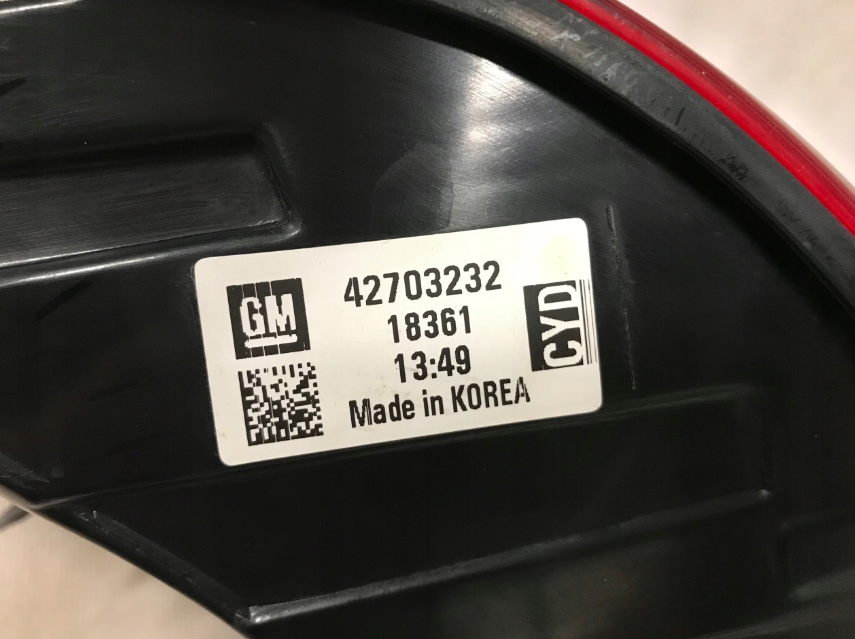 GM
42703232
18361
13:49
Made in KOREA
CYD